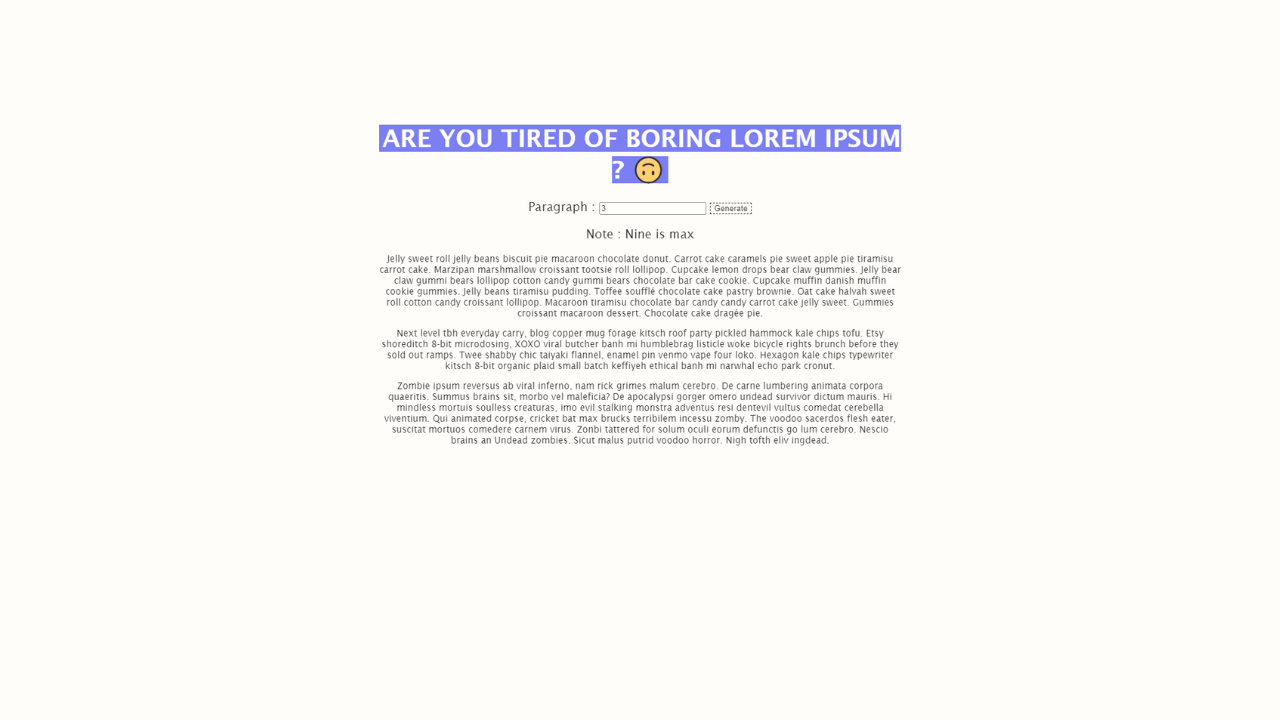 ARE YOU TIRED OF BORING LOREM IPSUM
? 🙃
Paragraph : 3 Generate
Note : Nine is max
Jelly sweet roll jelly beans biscuit pie macaroon chocolate donut. Carrot cake caramels pie sweet apple pie tiramisu
carrot cake. Marzipan marshmallow croissant tootsie roll lollipop. Cupcake lemon drops bear claw gummies. Jelly bear
claw gummi bears lollipop cotton candy gummi bears chocolate bar cake cookie. Cupcake muffin danish muffin
cookie gummies. Jelly beans tiramisu pudding. Toffee soufflé chocolate cake pastry brownie. Oat cake halvah sweet
roll cotton candy croissant lollipop. Macaroon tiramisu chocolate bar candy candy carrot cake jelly sweet. Gummies
croissant macaroon dessert. Chocolate cake dragée pie.
Next level tbh everyday carry, blog copper mug forage kitsch roof party pickled hammock kale chips tofu. Etsy
shoreditch 8-bit microdosing, XOXO viral butcher banh mi humblebrag listicle woke bicycle rights brunch before they
sold out ramps. Twee shabby chic taiyaki flannel, enamel pin venmo vape four loko. Hexagon kale chips typewriter
kitsch 8-bit organic plaid small batch keffiyeh ethical banh mi narwhal echo park cronut.
Zombie ipsum reversus ab viral inferno, nam rick grimes malum cerebro. De carne lumbering animata corpora
quaeritis. Summus brains sit, morbo vel maleficia? De apocalypsi gorger omero undead survivor dictum mauris. Hi
mindless mortuis soulless creaturas, imo evil stalking monstra adventus resi dentevil vultus comedat cerebella
viventium. Qui animated corpse, cricket bat max brucks terribilem incessu zomby. The voodoo sacerdos flesh eater,
suscitat mortuos comedere carnem virus. Zonbi tattered for solum oculi eorum defunctis go lum cerebro. Nescio
brains an Undead zombies. Sicut malus putrid voodoo horror. Nigh tofth eliv ingdead.